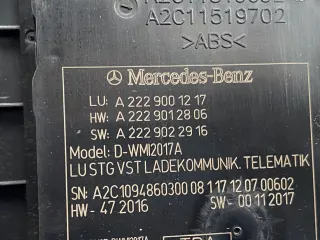 A2C11519702
>ABS<
Mercedes-Benz
LU: A 222 900 12 17
HW: A 222 901 28 06
SW: A 222 902 29 16
Model: D-WMI2017A
LU STG VST LADEKOMMUNIK. TELEMATIK
SN: A2C1094860300 08 117 12 07 00602
HW - 47.2016 SW- 00 11 2017